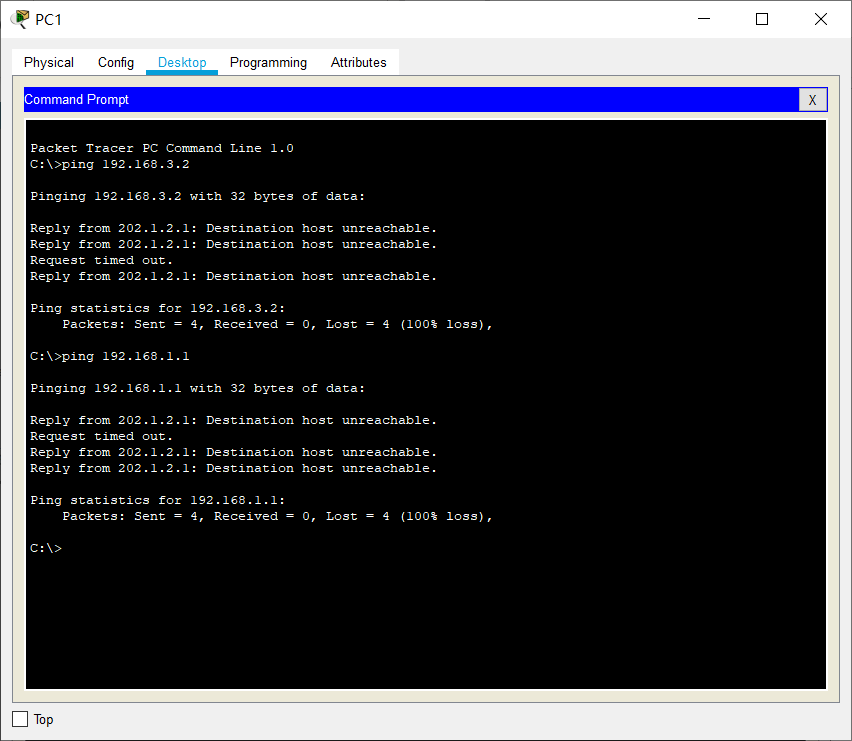 PC1
Physical Config Desktop Programming Attributes
Command Prompt
X
Packet Tracer PC Command Line 1.0
C:\>ping 192.168.3.2
Pinging 192.168.3.2 with 32 bytes of data:
Reply from 202.1.2.1: Destination host unreachable.
Reply from 202.1.2.1: Destination host unreachable.
Request timed out.
Reply from 202.1.2.1: Destination host unreachable.
Ping statistics for 192.168.3.2:
    Packets: Sent = 4, Received = 0, Lost = 4 (100% loss),
C:\>ping 192.168.1.1
Pinging 192.168.1.1 with 32 bytes of data:
Reply from 202.1.2.1: Destination host unreachable.
Request timed out.
Reply from 202.1.2.1: Destination host unreachable.
Reply from 202.1.2.1: Destination host unreachable.
Ping statistics for 192.168.1.1:
    Packets: Sent = 4, Received = 0, Lost = 4 (100% loss),
C:\>
Top